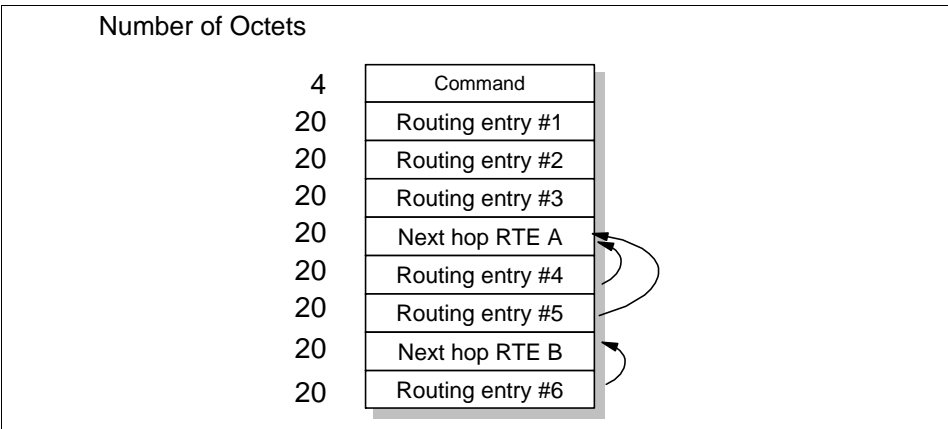 Number of Octets
4 Command
20 Routing entry #1
20 Routing entry #2
20 Routing entry #3
20 Next hop RTE A
20 Routing entry #4
20 Routing entry #5
20 Next hop RTE B
20 Routing entry #6